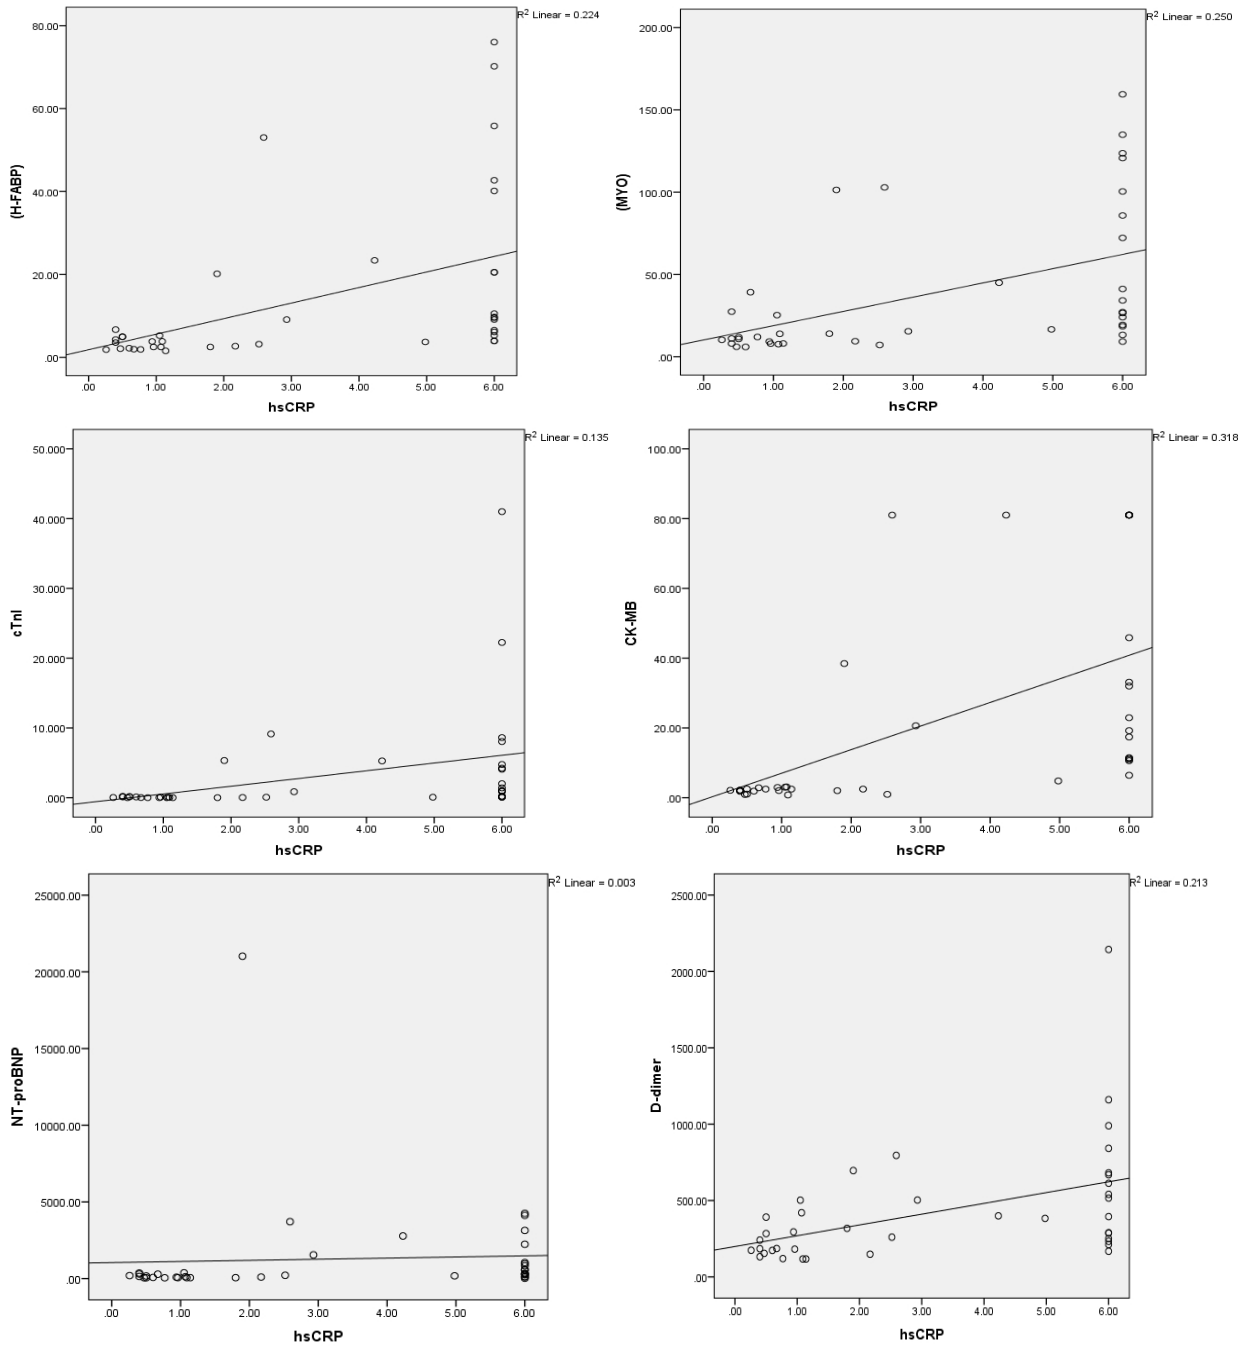 R2 Linear = 0.224
80.00
60.00
40.00
20.00
.00
(H-FABP)
.00 1.00 2.00 3.00 4.00 5.00 6.00
hsCRP
R2 Linear = 0.250
200.00
150.00
100.00
50.00
.00
(MYO)
.00 1.00 2.00 3.00 4.00 5.00 6.00
hsCRP
R2 Linear = 0.135
50.000
40.000
30.000
20.000
10.000
.000
cTnI
.00 1.00 2.00 3.00 4.00 5.00 6.00
hsCRP
R2 Linear = 0.318
100.00
80.00
60.00
40.00
20.00
.00
CK-MB
.00 1.00 2.00 3.00 4.00 5.00 6.00
hsCRP
R2 Linear = 0.003
25000.00
20000.00
15000.00
10000.00
5000.00
.00
NT-proBNP
.00 1.00 2.00 3.00 4.00 5.00 6.00
hsCRP
R2 Linear = 0.213
2500.00
2000.00
1500.00
1000.00
500.00
.00
D-dimer
.00 1.00 2.00 3.00 4.00 5.00 6.00
hsCRP